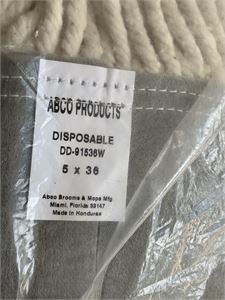 ABCO PRODUCTS
DISPOSABLE
DD-91536W
5 x 36
Abco Brooms & Mops Mfg
Miami, Florida 33147
Made in Honduras